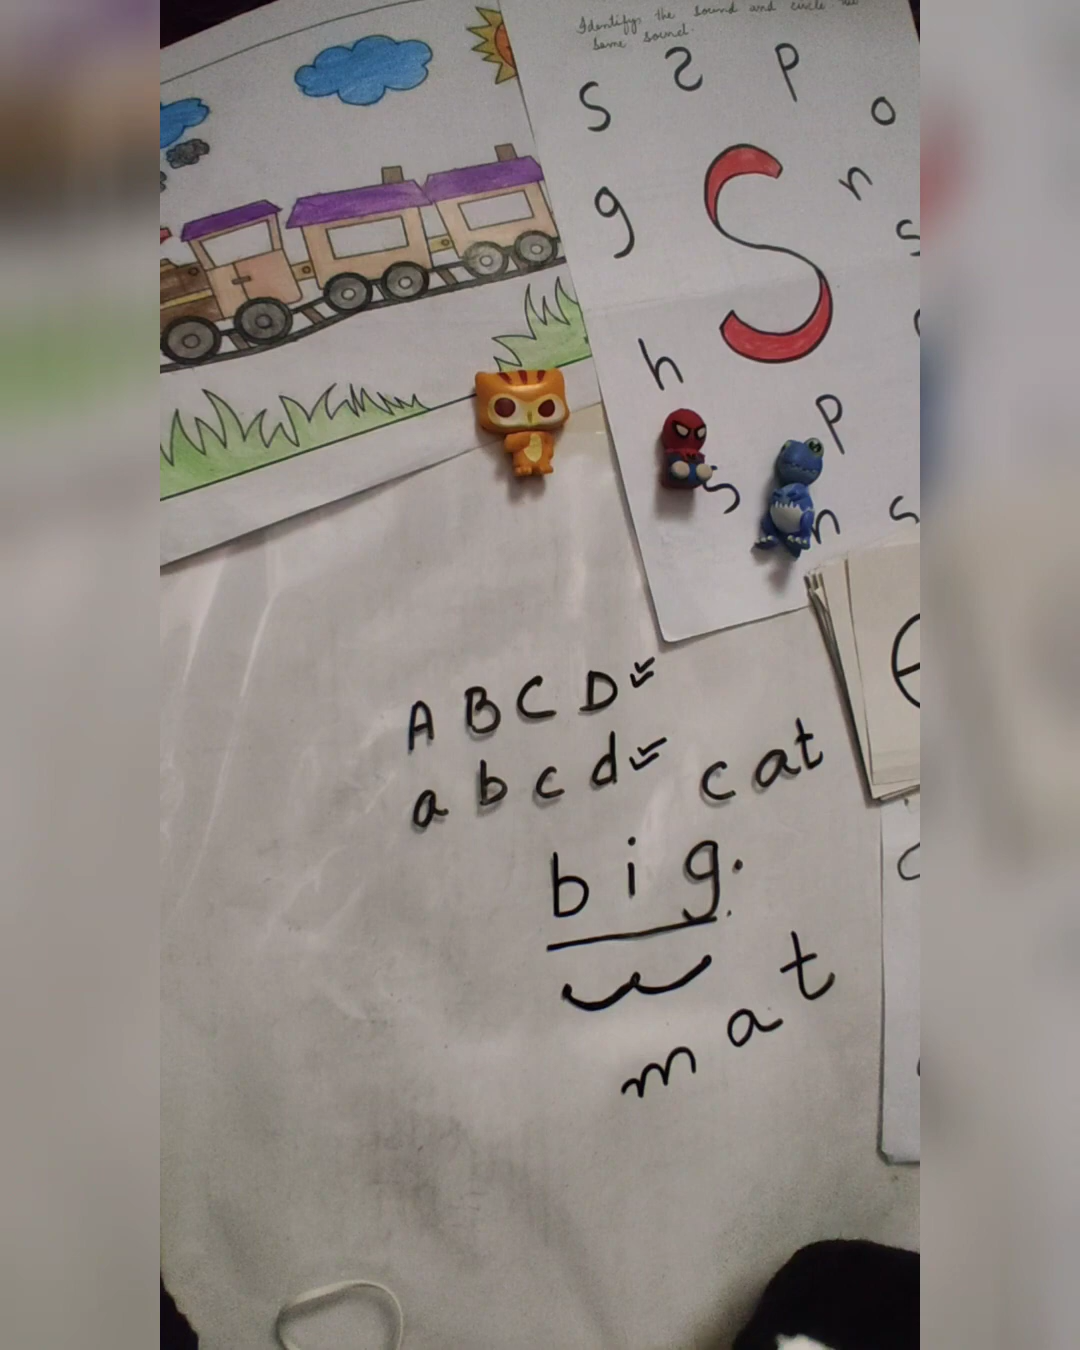 Identify the sound and circle the
same sound.
s s p
o
g S n
s
h
p
s
n s
A B C D
a b c d
cat
big.
mat